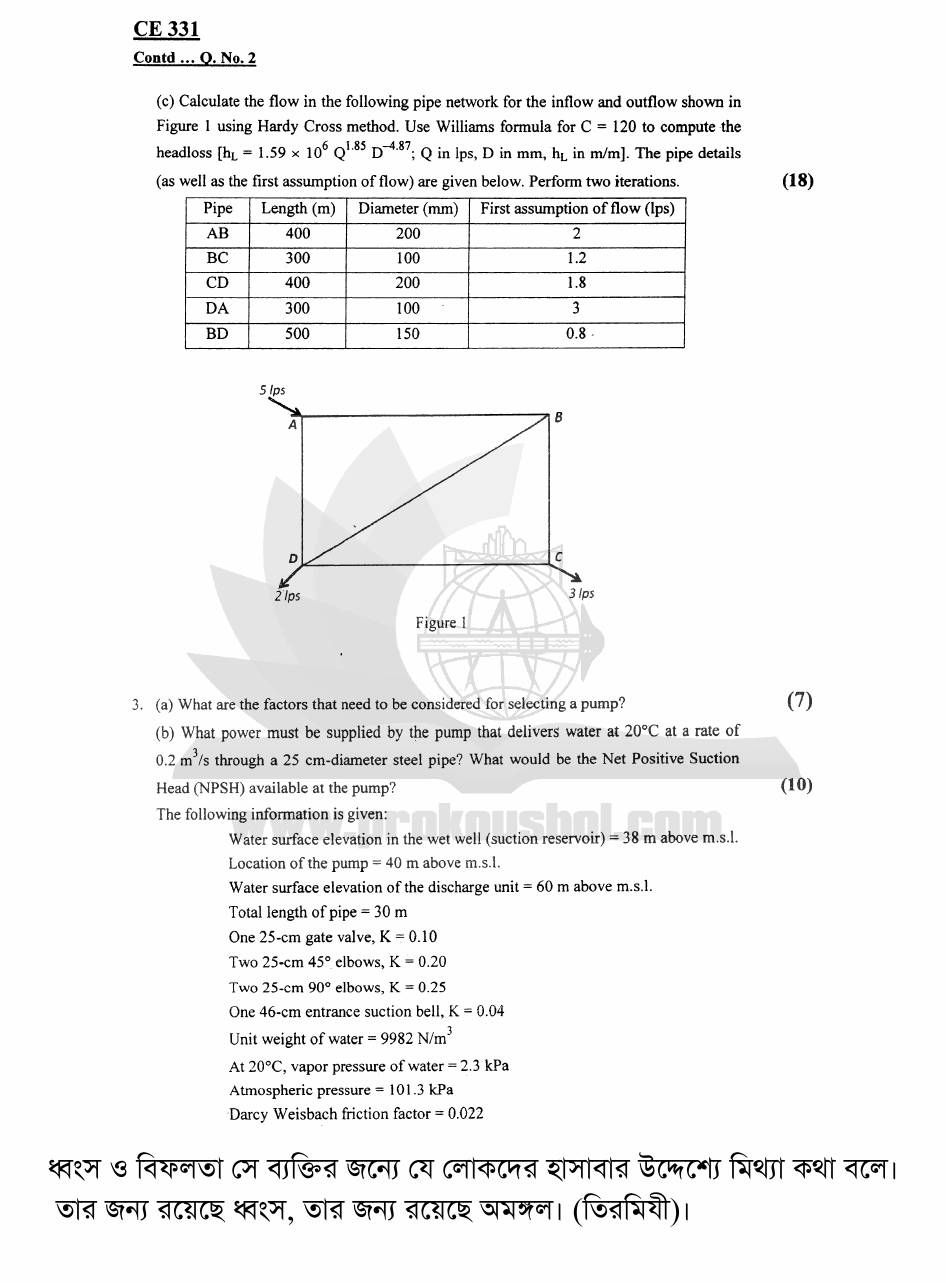 CE 331
Contd ... Q. No. 2
(c) Calculate the flow in the following pipe network for the inflow and outflow shown in
Figure 1 using Hardy Cross method. Use Williams formula for C = 120 to compute the
headloss [hL = 1.59 × 10⁶ Q¹·⁸⁵ D⁻⁴·⁸⁷; Q in lps, D in mm, hL in m/m]. The pipe details
(as well as the first assumption of flow) are given below. Perform two iterations. (18)
Pipe Length (m) Diameter (mm) First assumption of flow (lps)
AB 400 200 2
BC 300 100 1.2
CD 400 200 1.8
DA 300 100 3
BD 500 150 0.8
5 lps
A B
D C
2 lps 3 lps
Figure 1
3. (a) What are the factors that need to be considered for selecting a pump? (7)
(b) What power must be supplied by the pump that delivers water at 20°C at a rate of
0.2 m³/s through a 25 cm-diameter steel pipe? What would be the Net Positive Suction
Head (NPSH) available at the pump? (10)
www.prokoushol.com
The following information is given:
Water surface elevation in the wet well (suction reservoir) = 38 m above m.s.l.
Location of the pump = 40 m above m.s.l.
Water surface elevation of the discharge unit = 60 m above m.s.l.
Total length of pipe = 30 m
One 25-cm gate valve, K = 0.10
Two 25-cm 45° elbows, K = 0.20
Two 25-cm 90° elbows, K = 0.25
One 46-cm entrance suction bell, K = 0.04
Unit weight of water = 9982 N/m³
At 20°C, vapor pressure of water = 2.3 kPa
Atmospheric pressure = 101.3 kPa
Darcy Weisbach friction factor = 0.022
ধ্বংস ও বিফলতা সে ব্যক্তির জন্যে যে লোকদের হাসাবার উদ্দেশ্যে মিথ্যা কথা বলে।
তার জন্য রয়েছে ধ্বংস, তার জন্য রয়েছে অমঙ্গল। (তিরমিযী)।